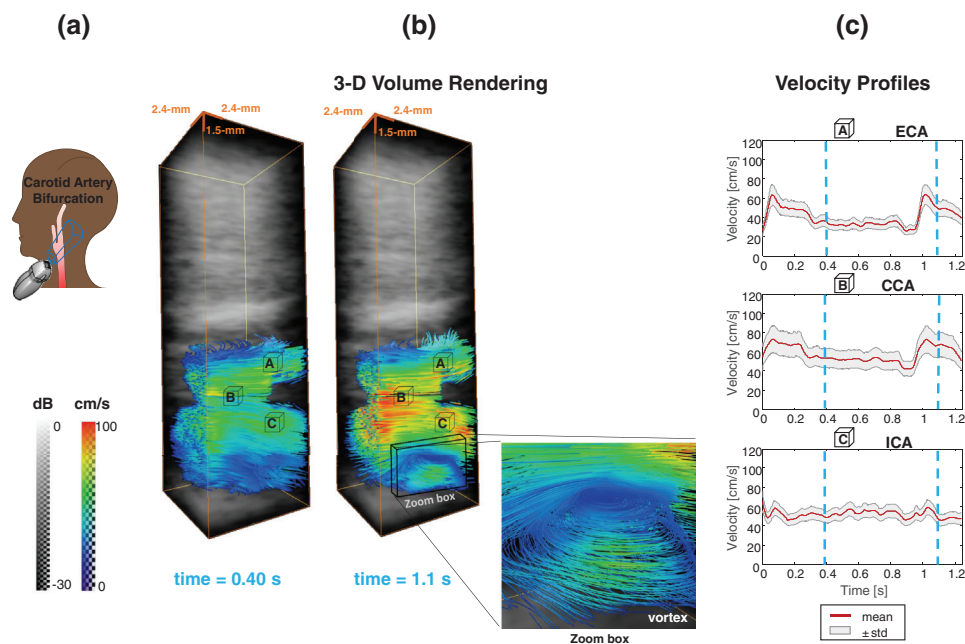 (a)
(b)
(c)
3-D Volume Rendering
Velocity Profiles
2.4-mm
2.4-mm
1.5-mm
2.4-mm
2.4-mm
1.5-mm
Carotid Artery
Bifurcation
A
B
C
A
B
C
Zoom box
dB
cm/s
0
100
-30
0
time = 0.40 s
time = 1.1 s
vortex
Zoom box
A
ECA
Velocity [cm/s]
120
100
80
60
40
20
0
0
0.2
0.4
0.6
0.8
1
1.2
B
CCA
Velocity [cm/s]
120
100
80
60
40
20
0
0
0.2
0.4
0.6
0.8
1
1.2
C
ICA
Velocity [cm/s]
120
100
80
60
40
20
0
0
0.2
0.4
0.6
0.8
1
1.2
Time [s]
mean
± std